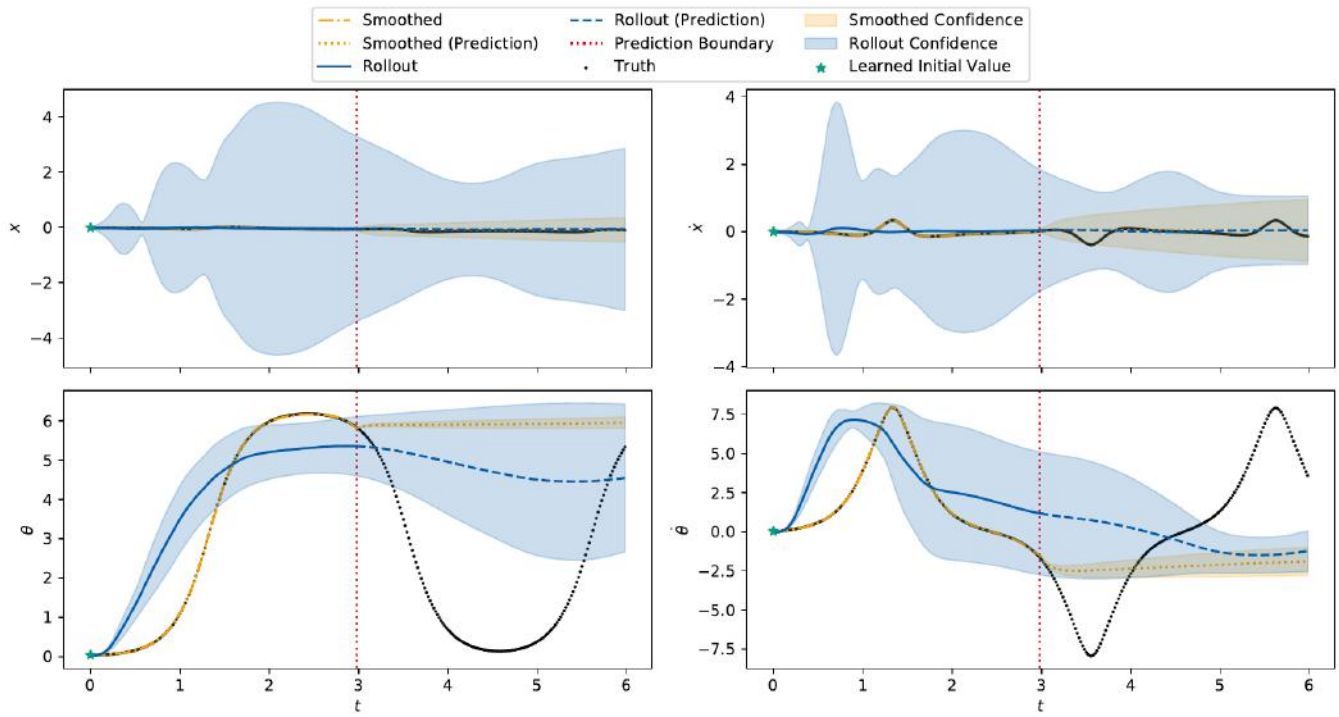 Smoothed
Smoothed (Prediction)
Rollout
Rollout (Prediction)
Prediction Boundary
Truth
Smoothed Confidence
Rollout Confidence
Learned Initial Value
4
2
0
−2
−4
x
4
2
0
−2
−4
ẋ
6
5
4
3
2
1
0
θ
0 1 2 3 4 5 6
t
7.5
5.0
2.5
0.0
−2.5
−5.0
−7.5
θ̇
0 1 2 3 4 5 6
t